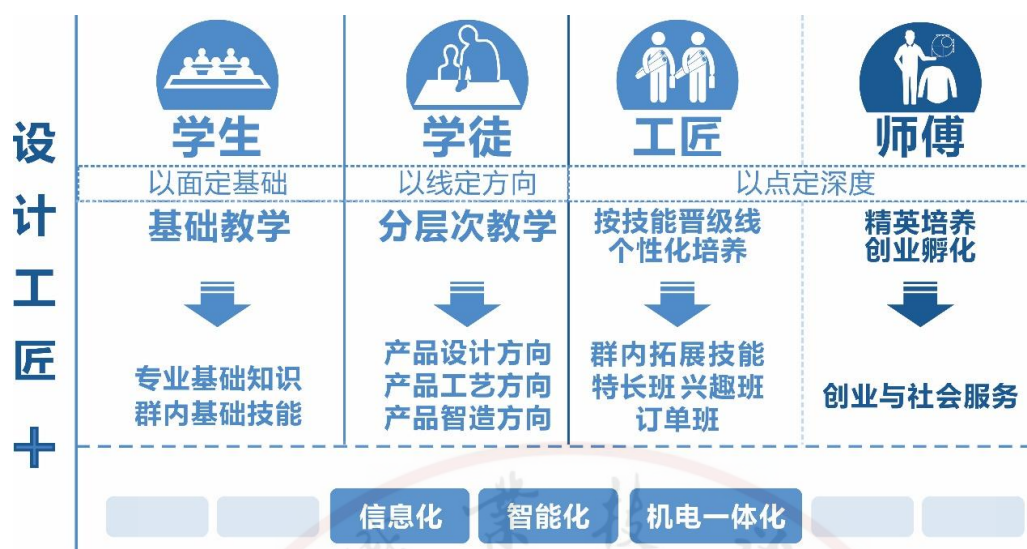 设计工匠+
学生
学徒
工匠
师傅
以面定基础
以线定方向
以点定深度
基础教学
分层次教学
按技能晋级线
个性化培养
精英培养
创业孵化
专业基础知识
群内基础技能
产品设计方向
产品工艺方向
产品智造方向
群内拓展技能
特长班 兴趣班
订单班
创业与社会服务
信息化
智能化
机电一体化